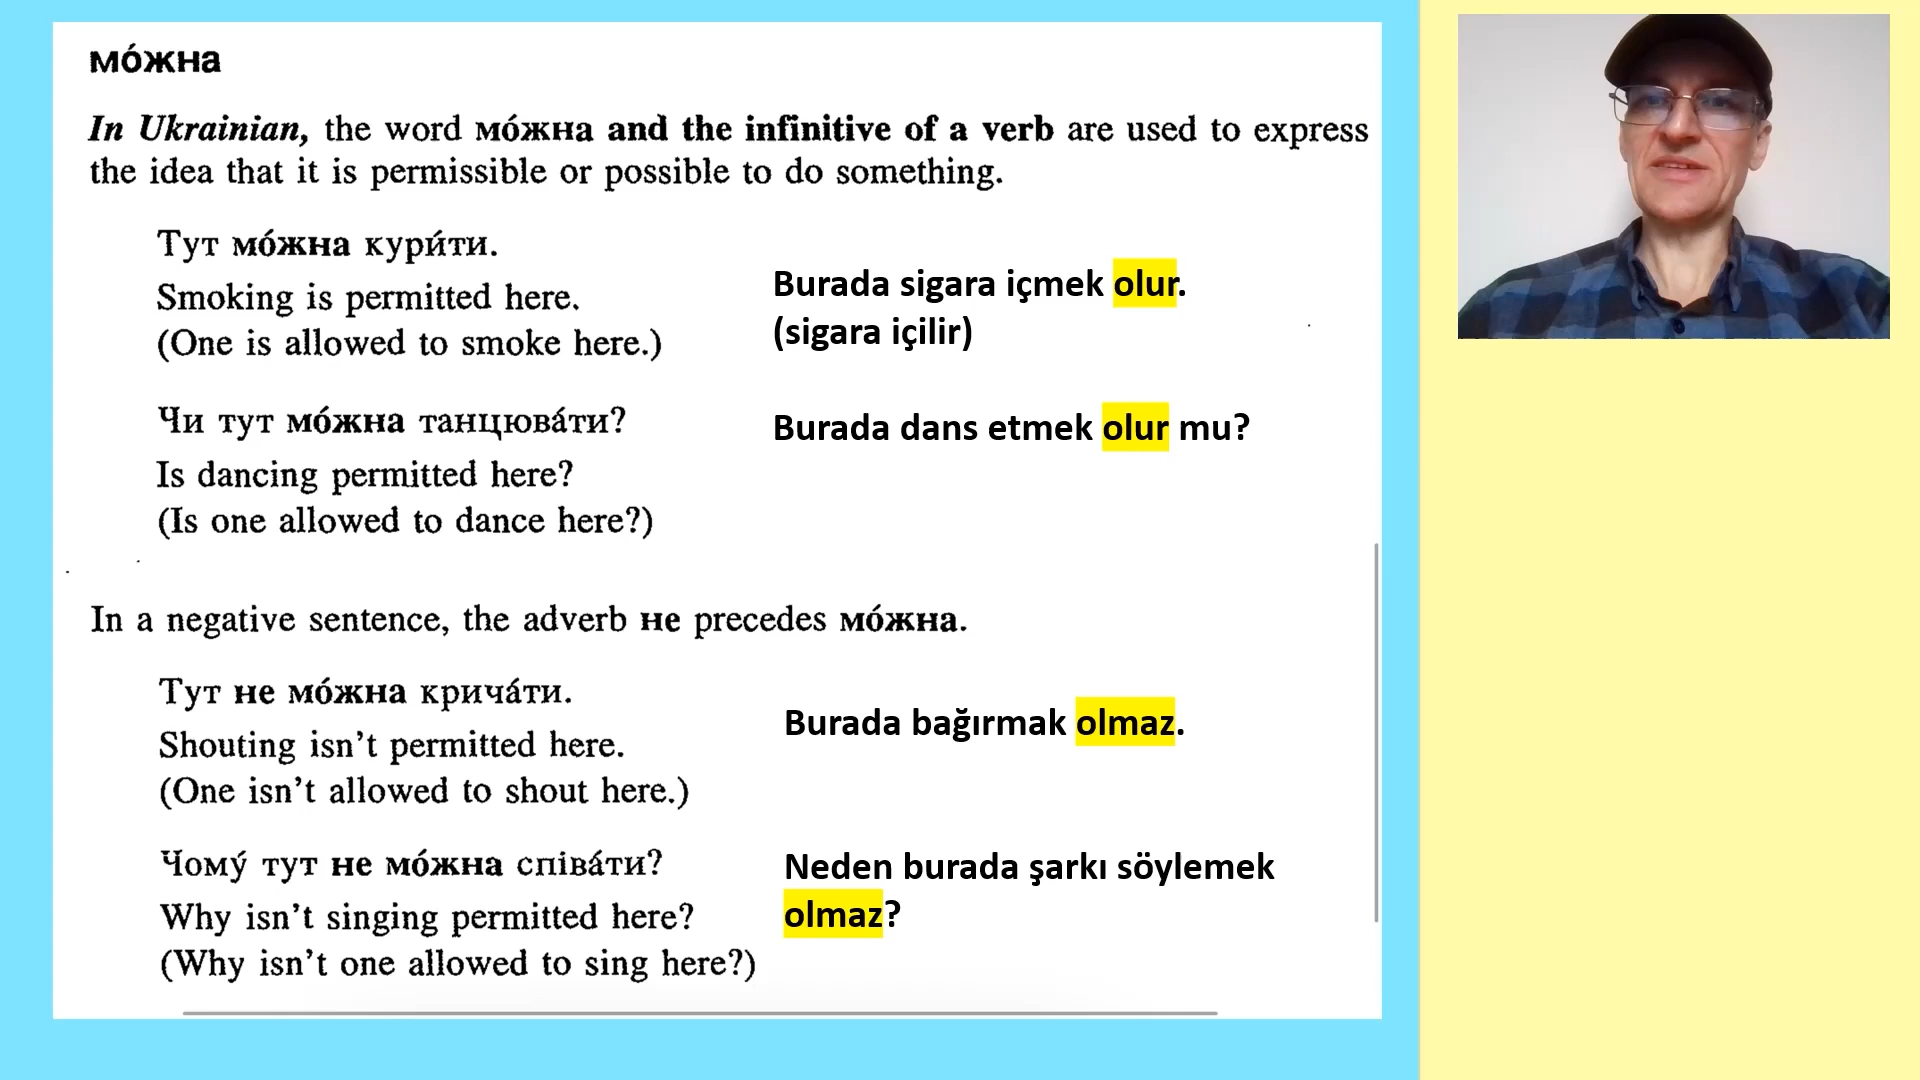 мо́жна
In Ukrainian, the word мо́жна and the infinitive of a verb are used to express
the idea that it is permissible or possible to do something.
Тут мо́жна кури́ти.
Smoking is permitted here.
(One is allowed to smoke here.)
Burada sigara içmek olur.
(sigara içilir)
Чи тут мо́жна танцюва́ти?
Is dancing permitted here?
(Is one allowed to dance here?)
Burada dans etmek olur mu?
In a negative sentence, the adverb не precedes мо́жна.
Тут не мо́жна крича́ти.
Shouting isn’t permitted here.
(One isn’t allowed to shout here.)
Burada bağırmak olmaz.
Чому́ тут не мо́жна співа́ти?
Why isn’t singing permitted here?
(Why isn’t one allowed to sing here?)
Neden burada şarkı söylemek
olmaz?